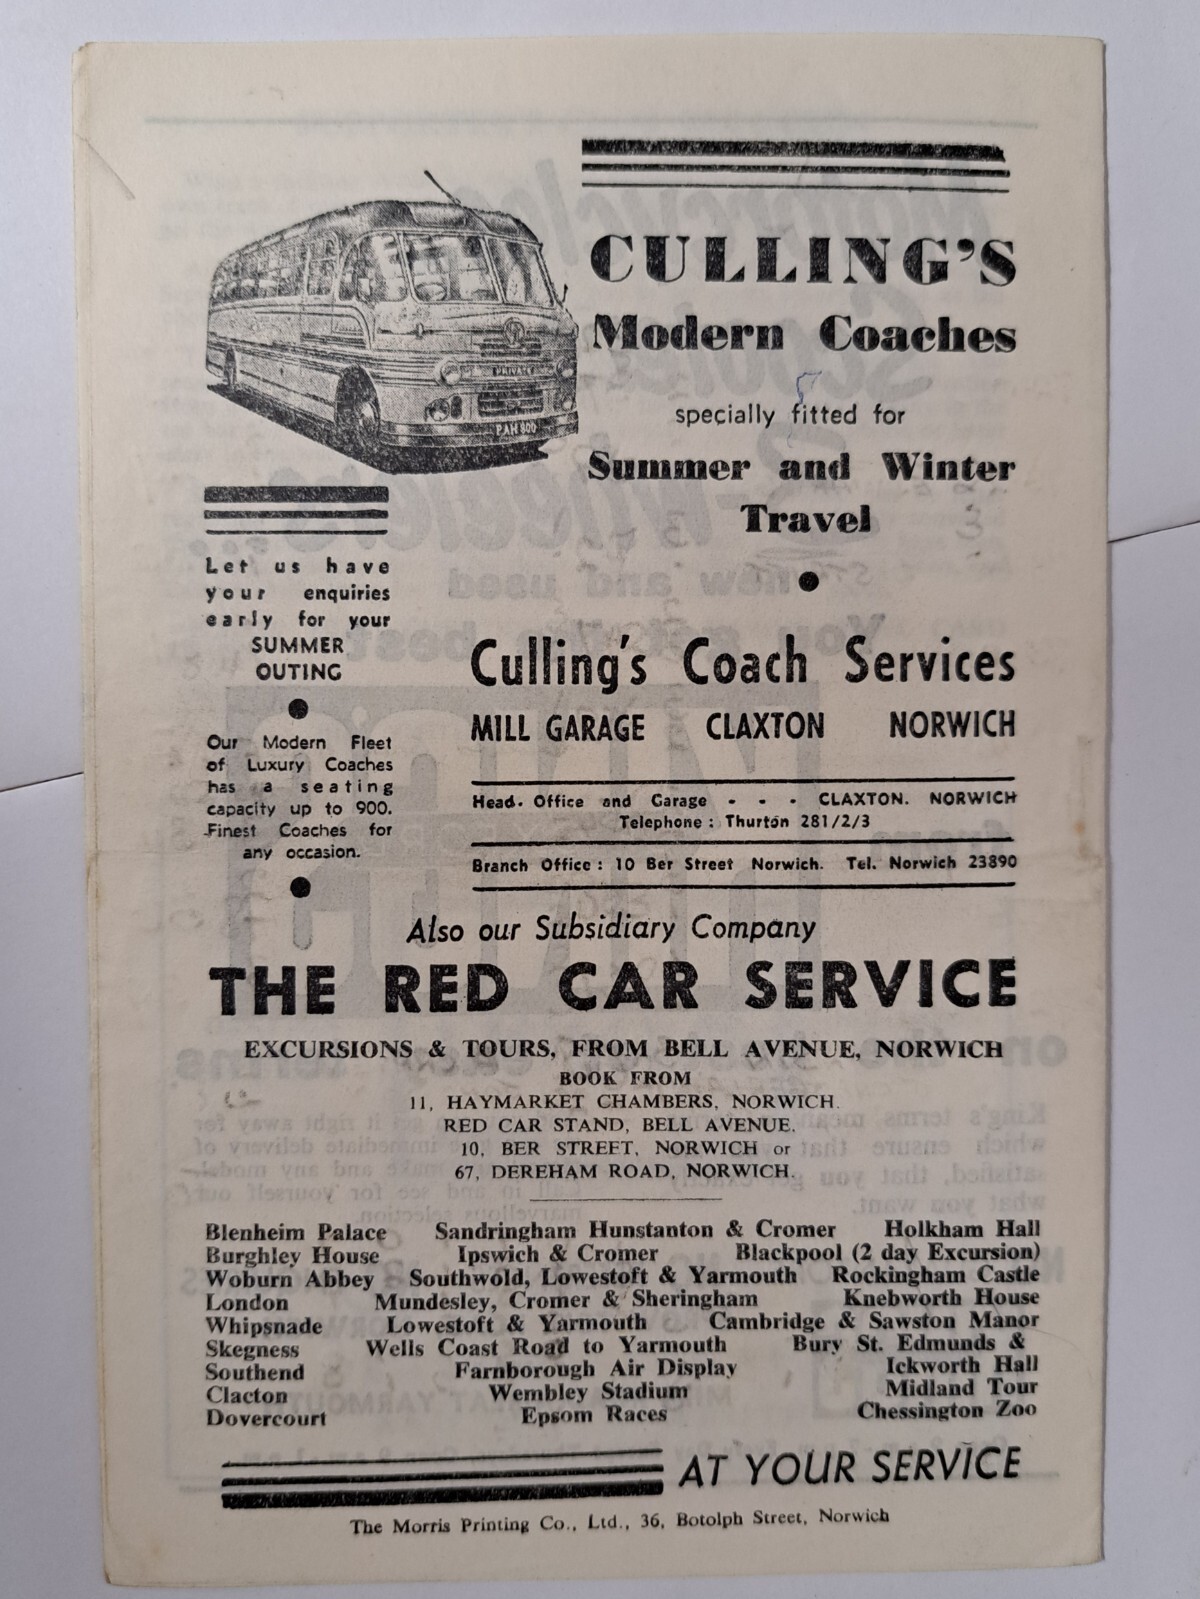 CULLING'S
Modern Coaches
specially fitted for
Summer and Winter
Travel
PRIVATE
PAH 800
Let us have
your enquiries
early for your
SUMMER
OUTING
Our Modern Fleet
of Luxury Coaches
has a seating
capacity up to 900.
Finest Coaches for
any occasion.
Culling's Coach Services
MILL GARAGE CLAXTON NORWICH
Head. Office and Garage - - - CLAXTON. NORWICH
Telephone : Thurton 281/2/3
Branch Office : 10 Ber Street Norwich. Tel. Norwich 23890
Also our Subsidiary Company
THE RED CAR SERVICE
EXCURSIONS & TOURS, FROM BELL AVENUE, NORWICH
BOOK FROM
11, HAYMARKET CHAMBERS, NORWICH.
RED CAR STAND, BELL AVENUE.
10, BER STREET, NORWICH or
67, DEREHAM ROAD, NORWICH.
Blenheim Palace Sandringham Hunstanton & Cromer Holkham Hall
Burghley House Ipswich & Cromer Blackpool (2 day Excursion)
Woburn Abbey Southwold, Lowestoft & Yarmouth Rockingham Castle
London Mundesley, Cromer & Sheringham Knebworth House
Whipsnade Lowestoft & Yarmouth Cambridge & Sawston Manor
Skegness Wells Coast Road to Yarmouth Bury St. Edmunds &
Southend Farnborough Air Display Ickworth Hall
Clacton Wembley Stadium Midland Tour
Dovercourt Epsom Races Chessington Zoo
AT YOUR SERVICE
The Morris Printing Co., Ltd., 36, Botolph Street, Norwich